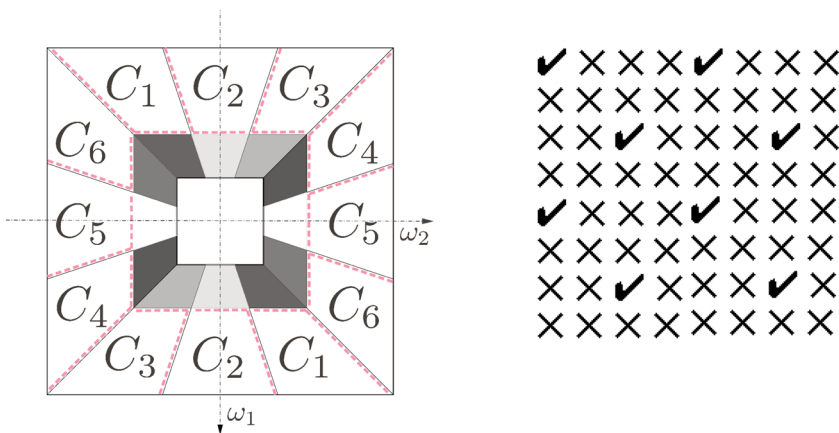 C₁ C₂ C₃
C₆ C₄
C₅ C₅ ω₂
C₄ C₆
C₃ C₂ C₁
ω₁